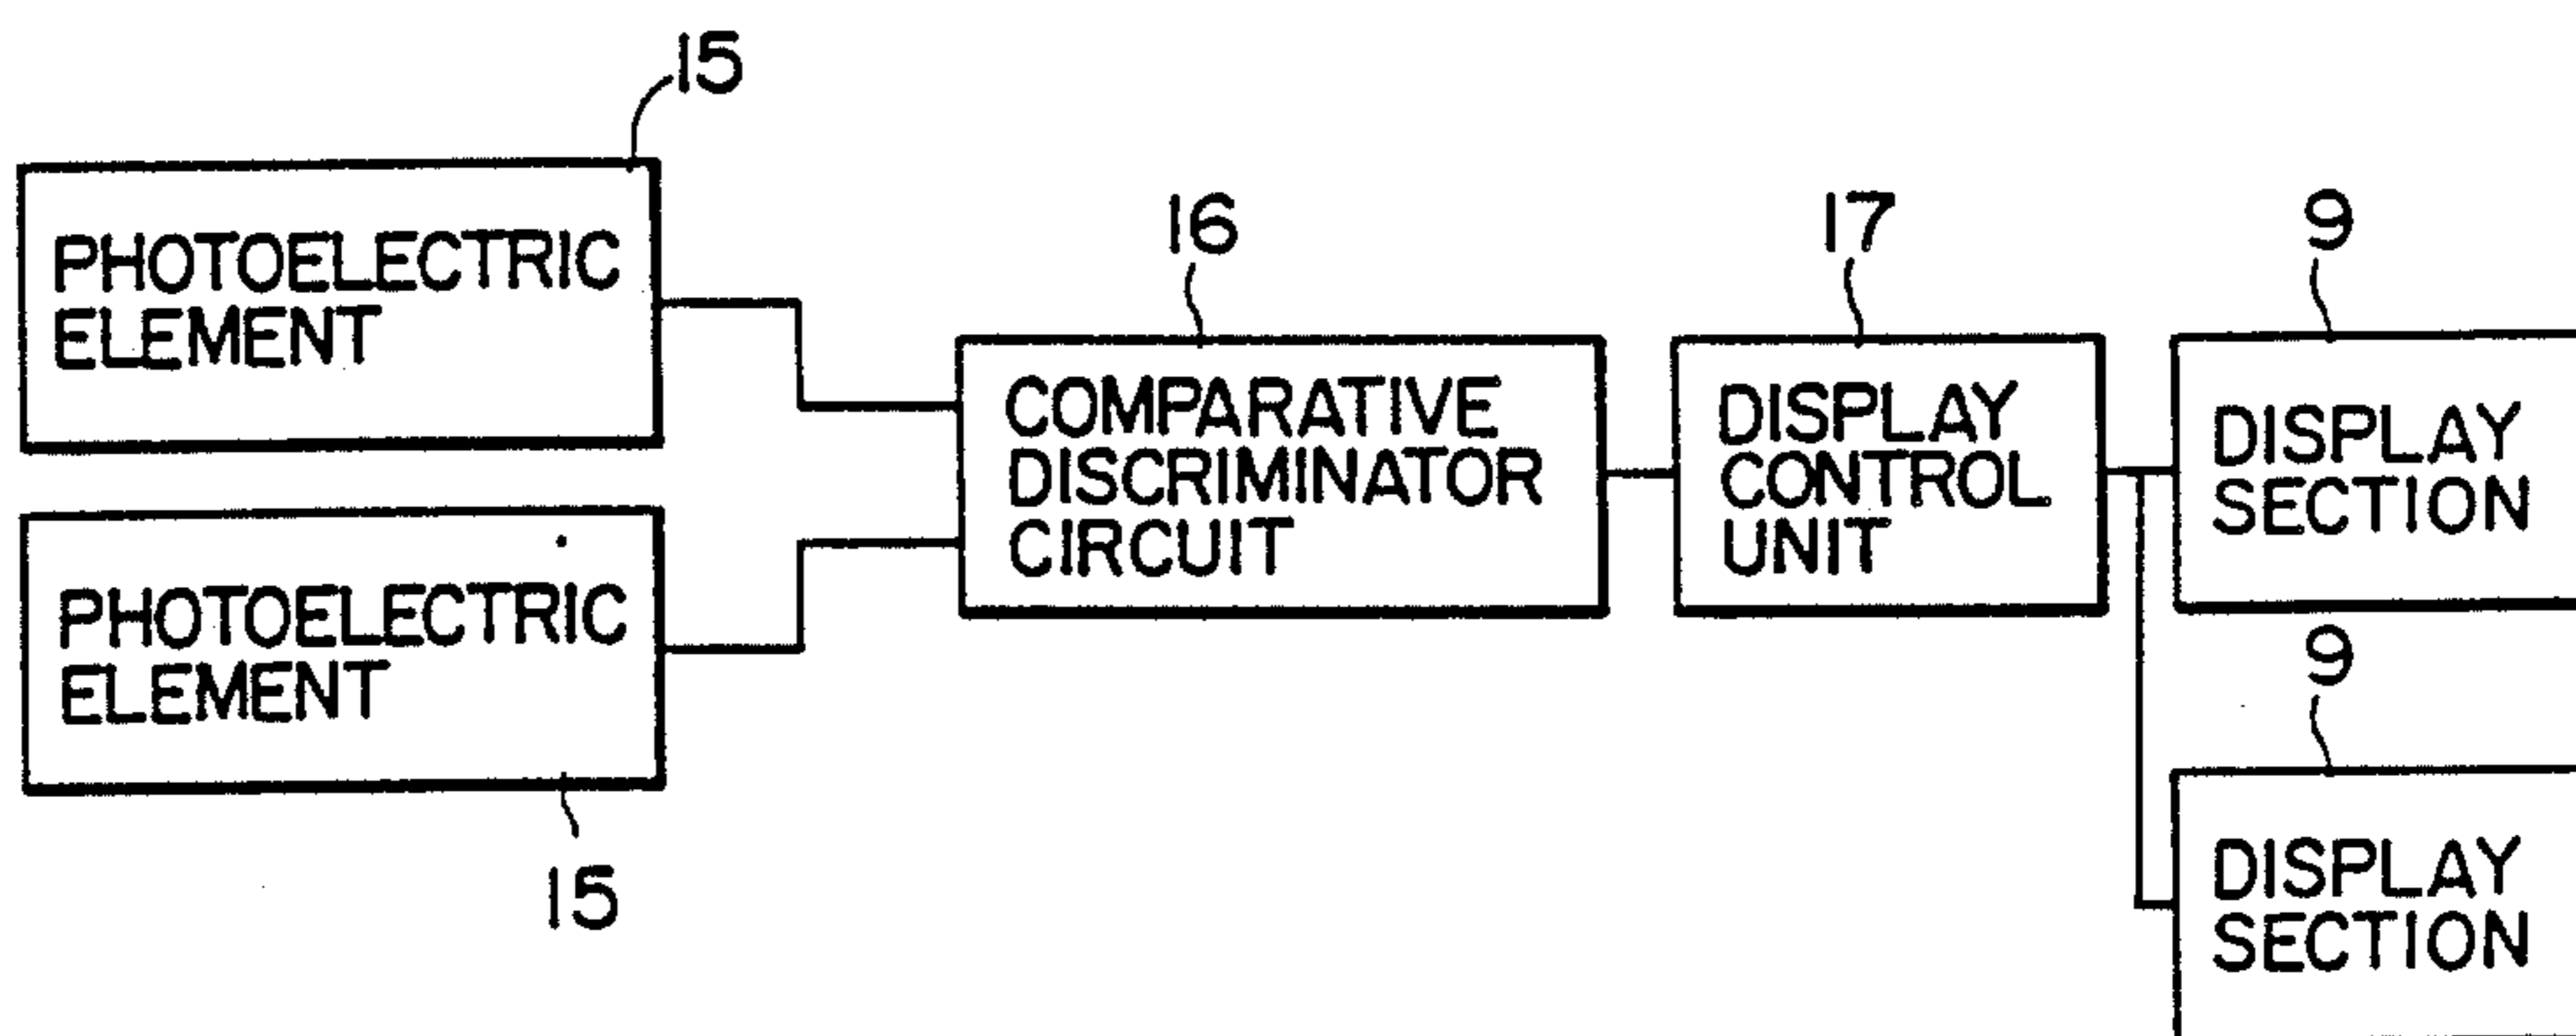 15
PHOTOELECTRIC
ELEMENT
PHOTOELECTRIC
ELEMENT
15
16
COMPARATIVE
DISCRIMINATOR
CIRCUIT
17
DISPLAY
CONTROL
UNIT
9
DISPLAY
SECTION
9
DISPLAY
SECTION